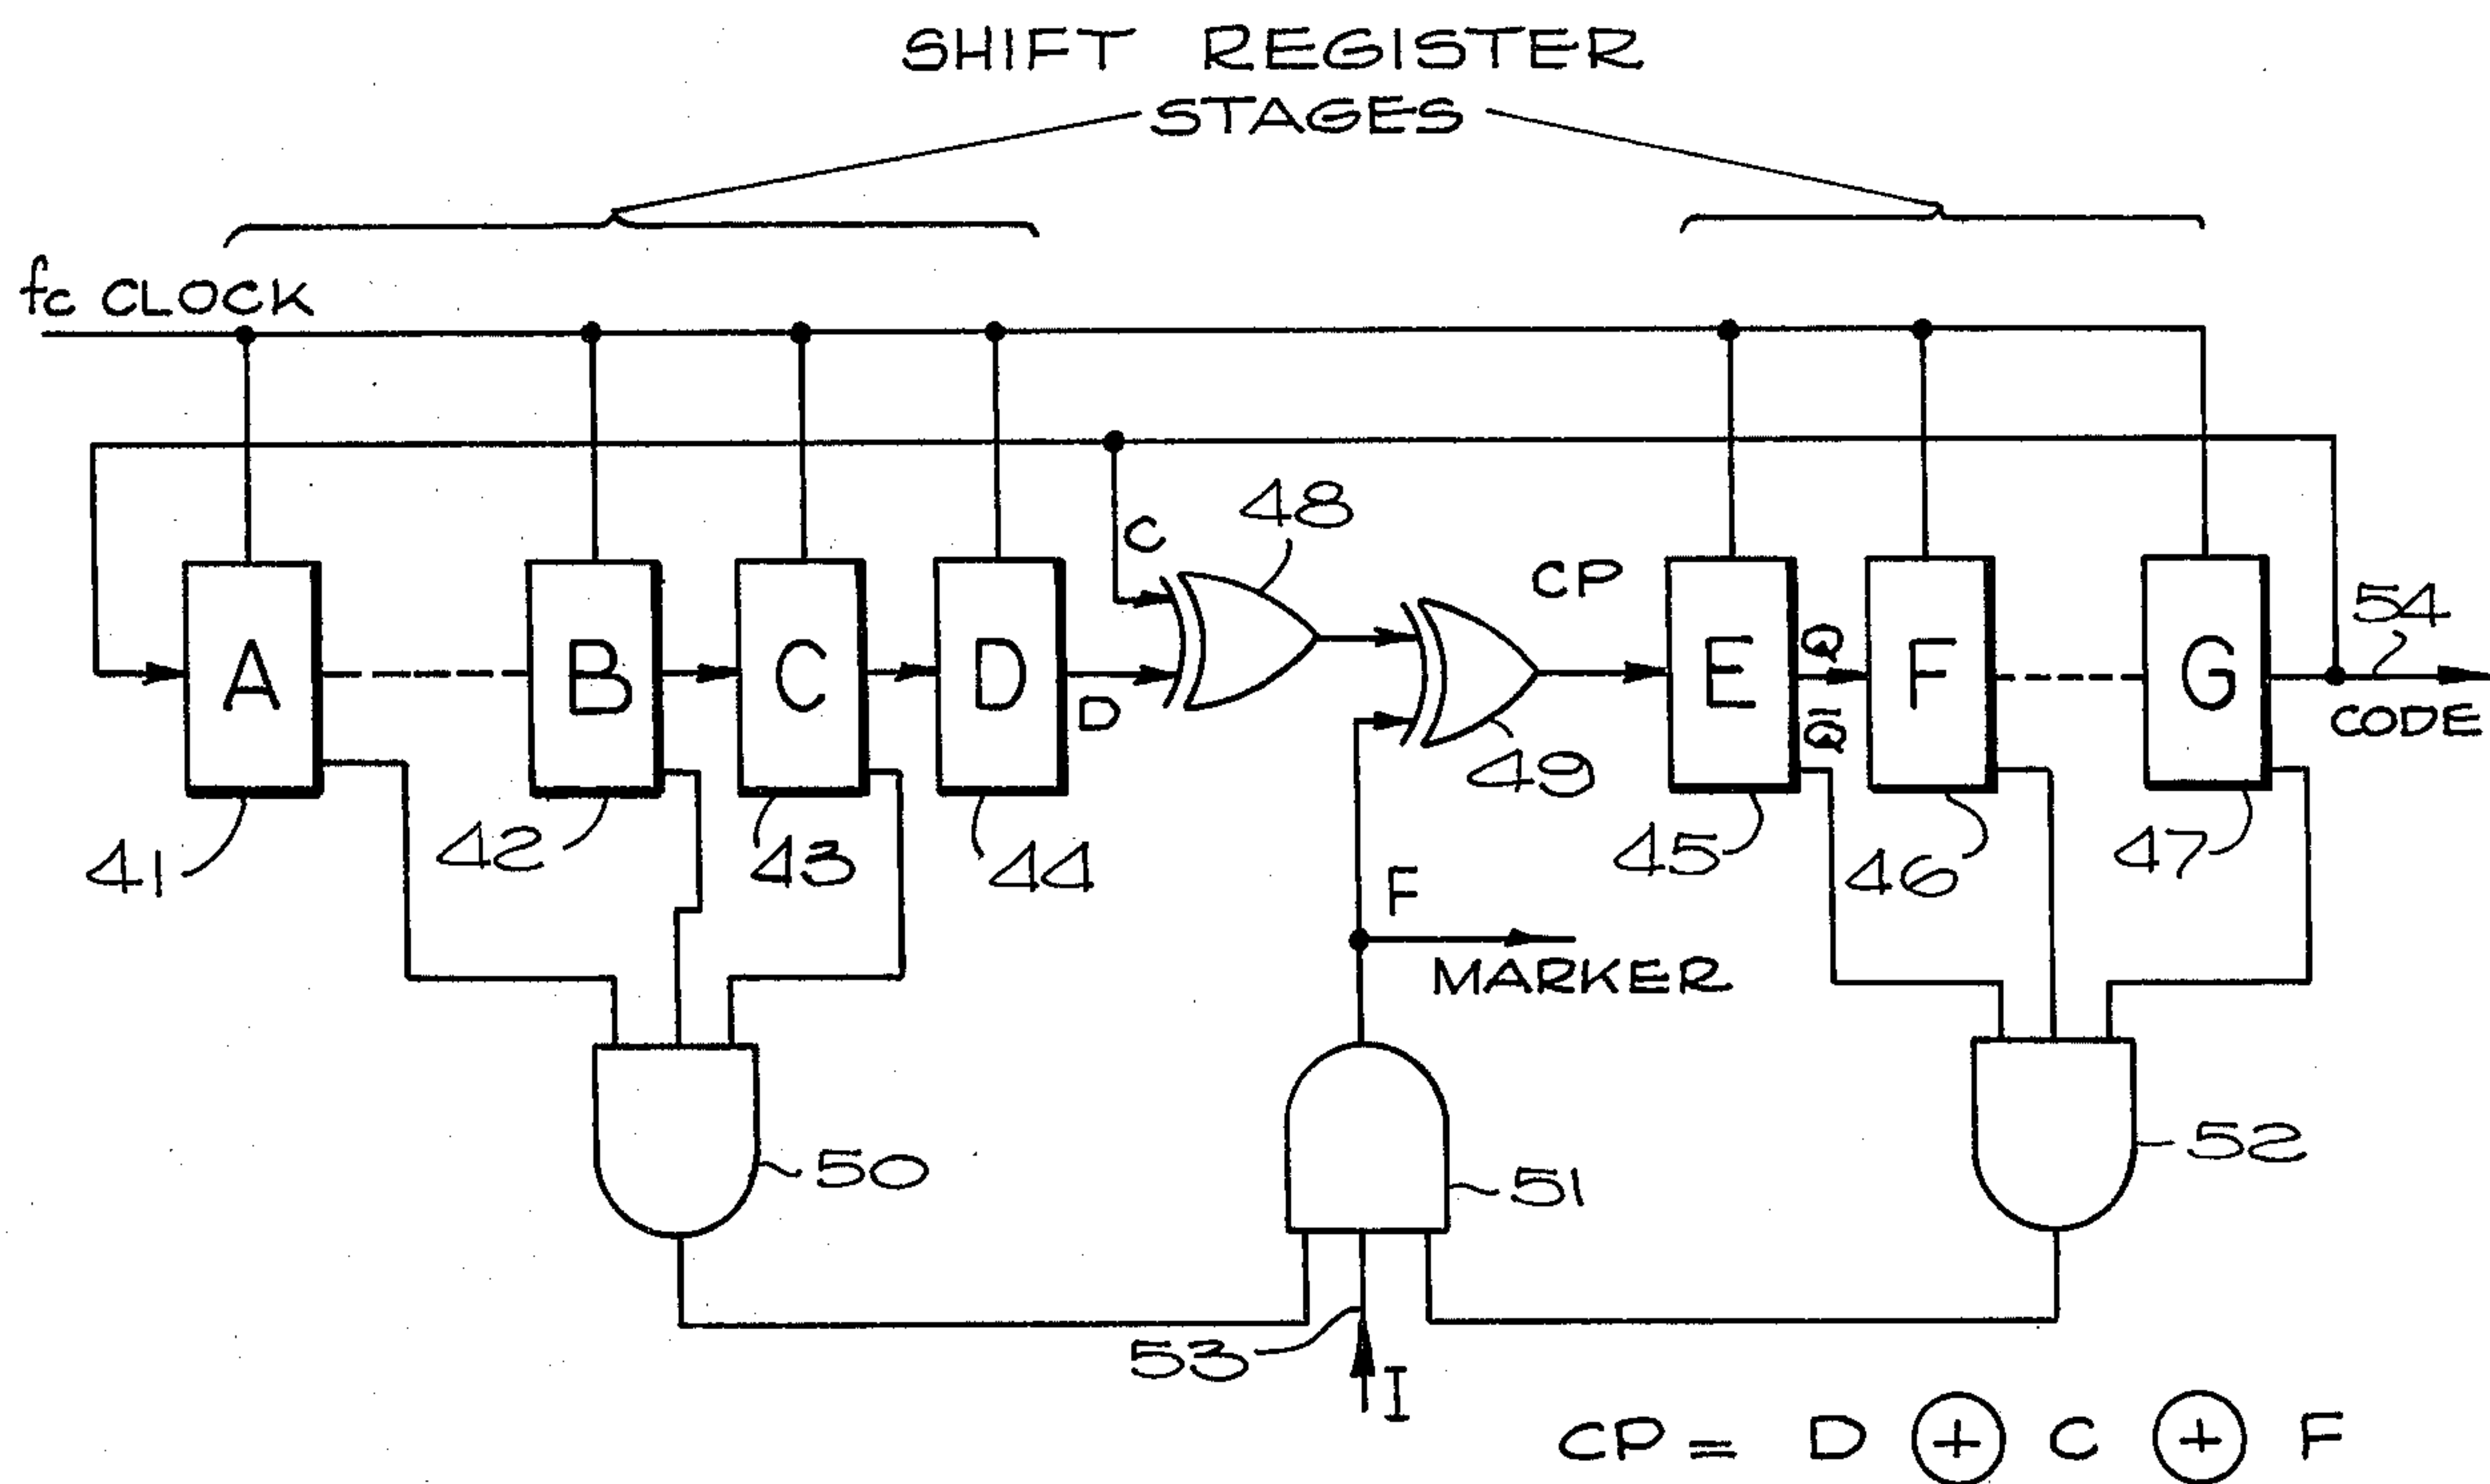 SHIFT REGISTER
STAGES
fc CLOCK
C
48
CP
54
A
B
C
D
E
Q
F
G
D
Q̅
CODE
49
41
42
43
44
45
46
47
F
MARKER
50
51
52
53
I
CP = D ⊕ C ⊕ F